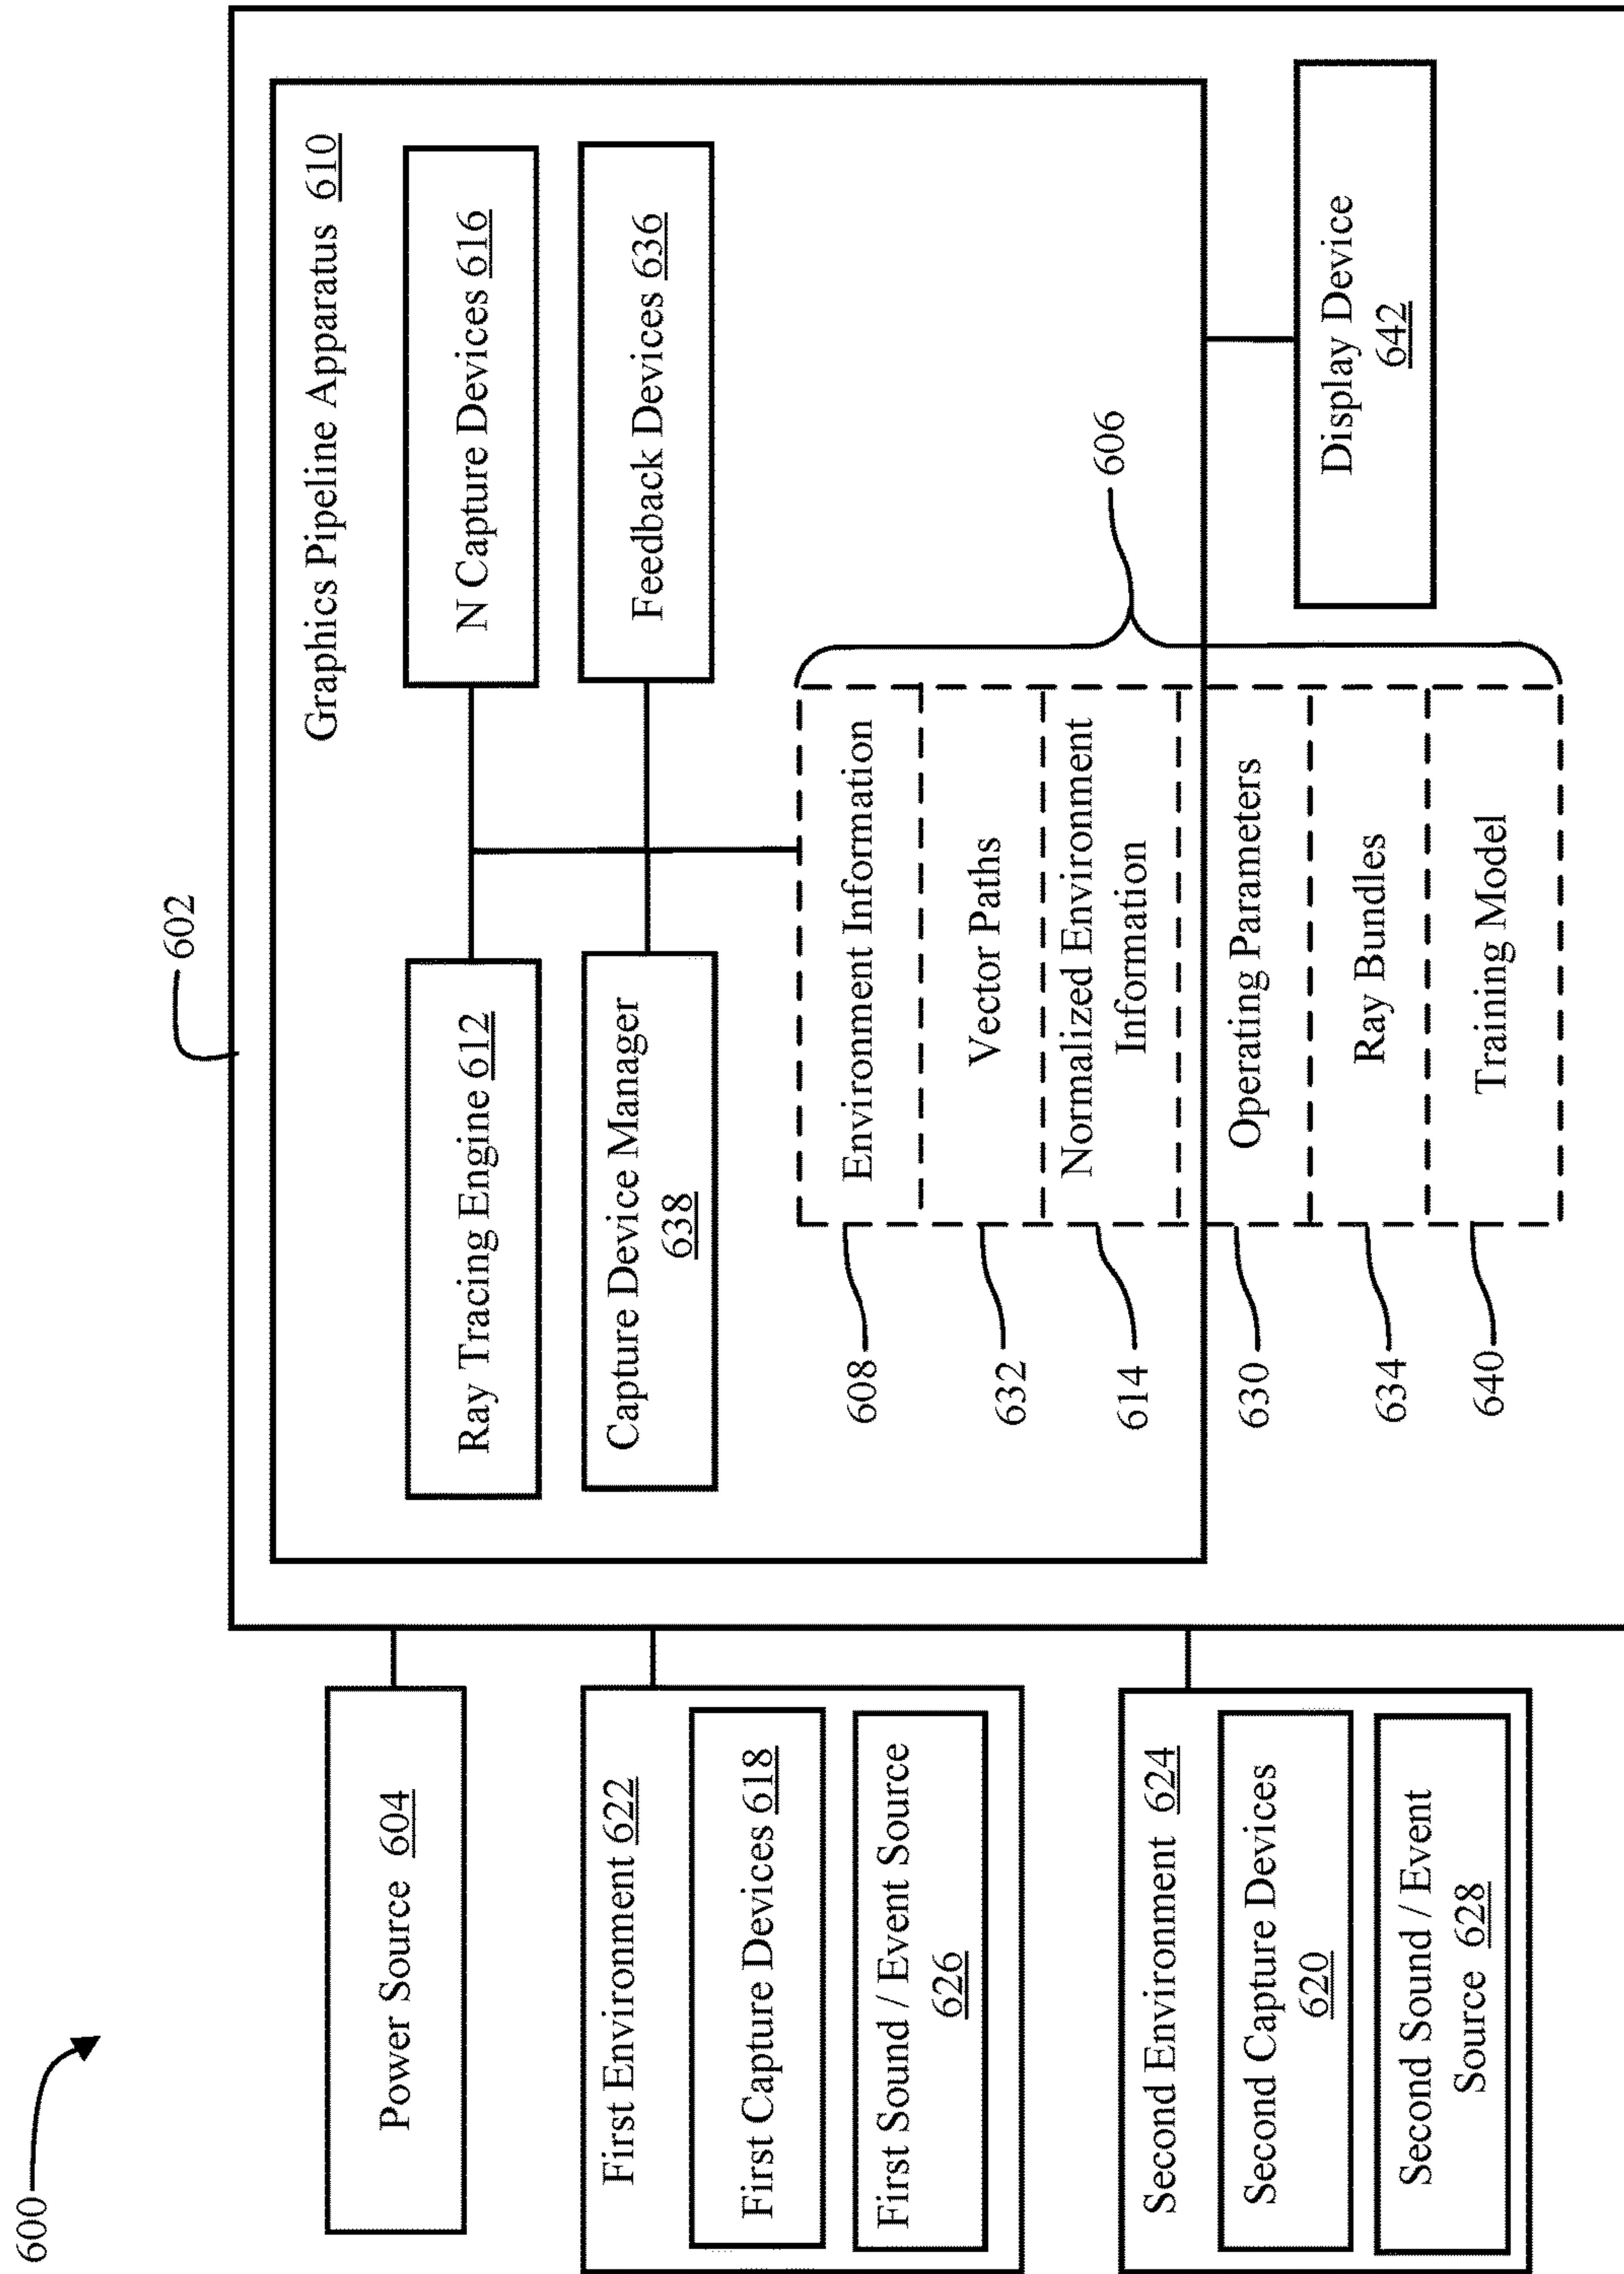 600
602
Power Source 604
First Environment 622
First Capture Devices 618
First Sound / Event Source
626
Second Environment 624
Second Capture Devices
620
Second Sound / Event
Source 628
Graphics Pipeline Apparatus 610
Ray Tracing Engine 612
N Capture Devices 616
Capture Device Manager
638
Feedback Devices 636
606
608
Environment Information
632
Vector Paths
614
Normalized Environment
Information
630
Operating Parameters
634
Ray Bundles
640
Training Model
Display Device
642